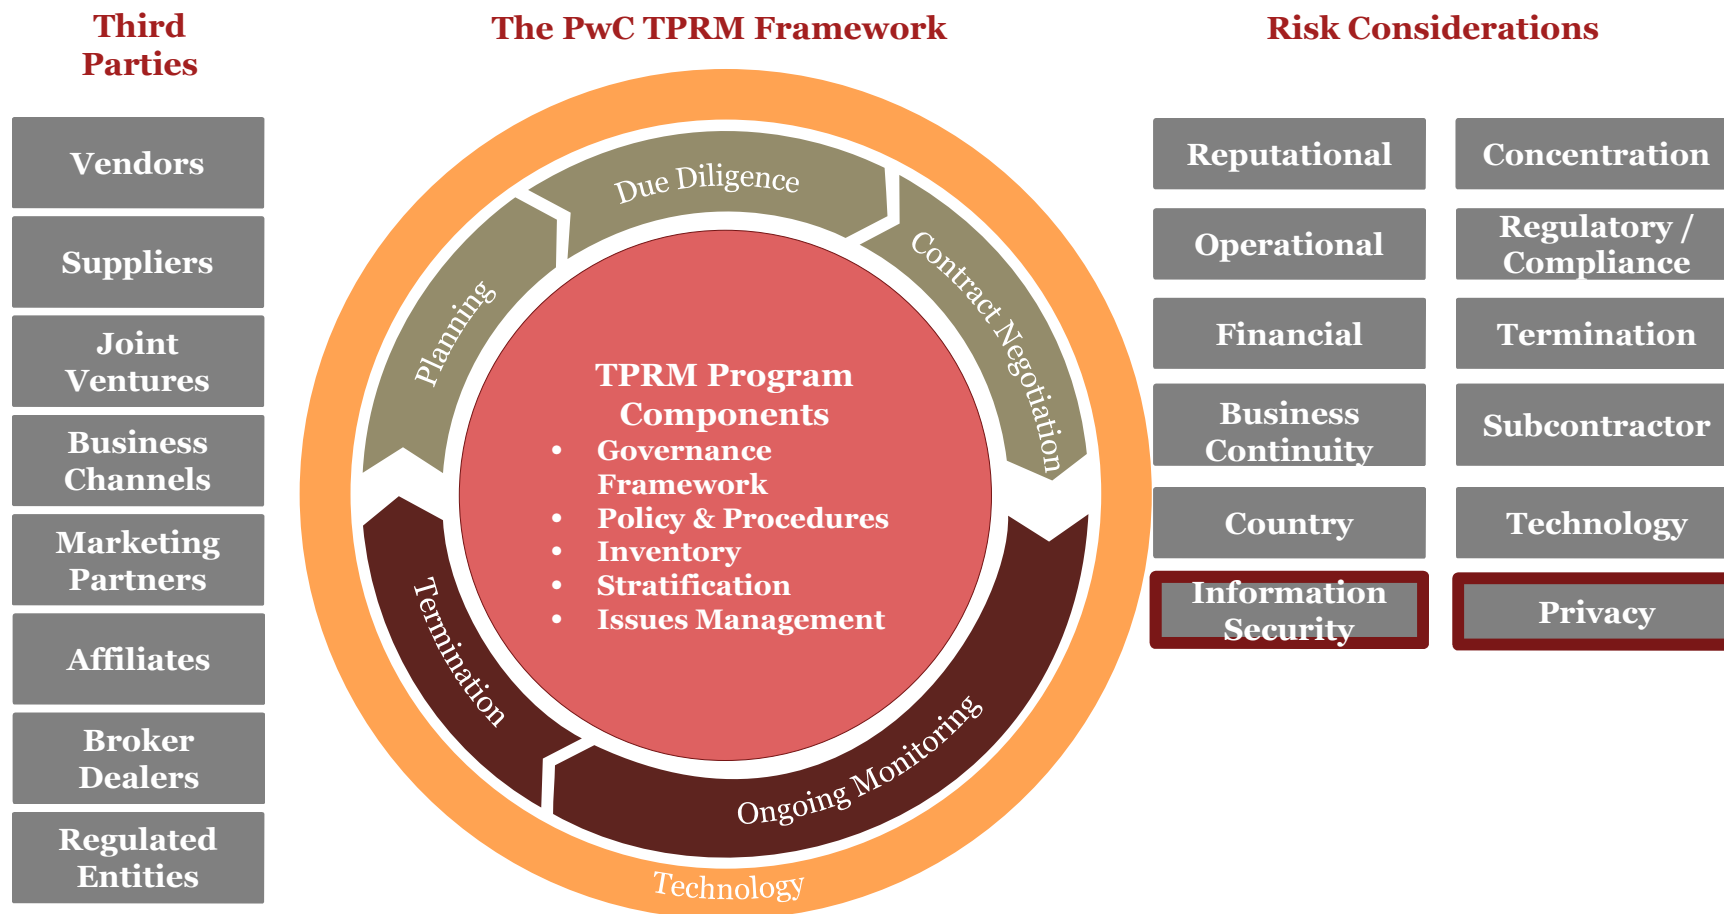 Third
Parties
Vendors
Suppliers
Joint
Ventures
Business
Channels
Marketing
Partners
Affiliates
Broker
Dealers
Regulated
Entities
The PwC TPRM Framework
Planning
Due Diligence
Contract Negotiation
Ongoing Monitoring
Termination
Technology
TPRM Program
Components
• Governance
Framework
• Policy & Procedures
• Inventory
• Stratification
• Issues Management
Risk Considerations
Reputational
Concentration
Operational
Regulatory /
Compliance
Financial
Termination
Business
Continuity
Subcontractor
Country
Technology
Information
Security
Privacy